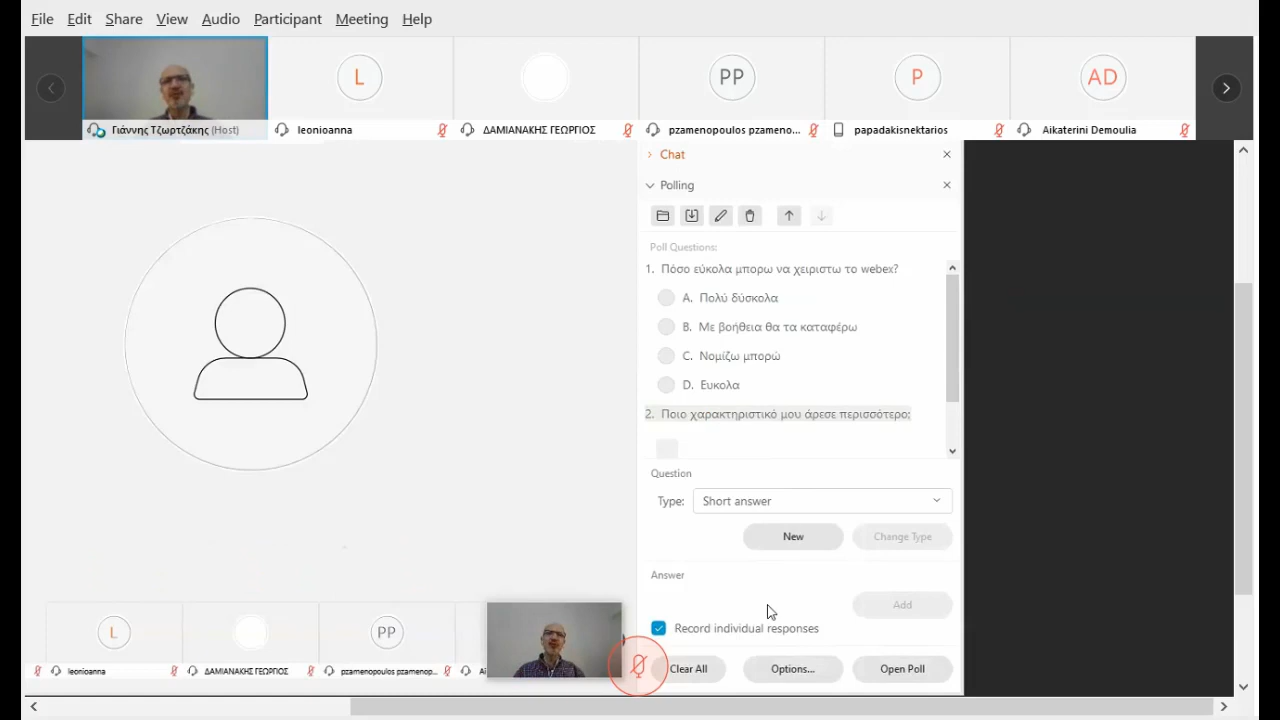 File Edit Share View Audio Participant Meeting Help
L PP P AD
Γιάννης Τζωρτζάκης (Host) leonioanna ΔΑΜΙΑΝΑΚΗΣ ΓΕΩΡΓΙΟΣ pzamenopoulos pzameno... papadakisnektarios Aikaterini Demoulia
Chat
Polling
Poll Questions:
1. Πόσο εύκολα μπορω να χειριστω το webex?
A. Πολύ δύσκολα
B. Με βοήθεια θα τα καταφέρω
C. Νομίζω μπορώ
D. Ευκολα
2. Ποιο χαρακτηριστικό μου άρεσε περισσότερο;
Question
Type: Short answer
New Change Type
Answer
Add
Record individual responses
Clear All Options... Open Poll
L PP
leonioanna ΔΑΜΙΑΝΑΚΗΣ ΓΕΩΡΓΙΟΣ pzamenopoulos pzamenop...